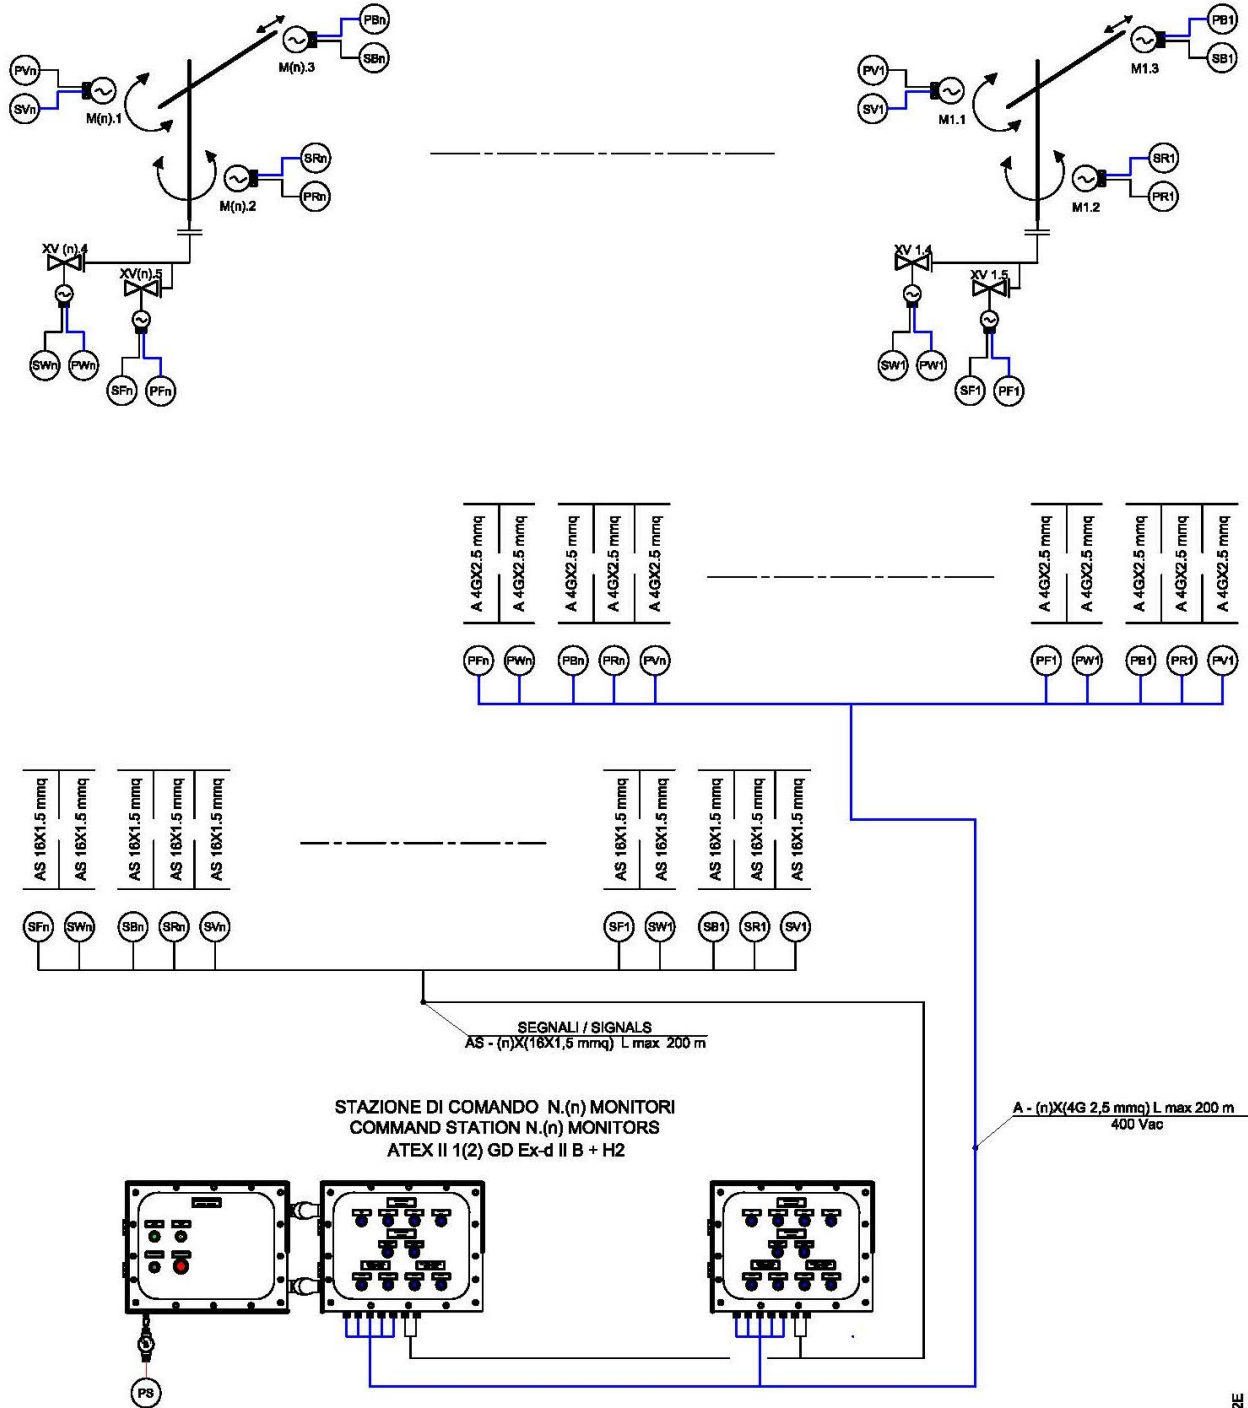 PBn
SBn
M(n).3
PVn
SVn
M(n).1
SRn
PRn
M(n).2
XV (n).4
XV(n).5
SWn
PWn
SFn
PFn
PB1
SB1
M1.3
PV1
SV1
M1.1
SR1
PR1
M1.2
XV 1.4
XV 1.5
SW1
PW1
SF1
PF1
A 4GX2.5 mmq
A 4GX2.5 mmq
A 4GX2.5 mmq
A 4GX2.5 mmq
A 4GX2.5 mmq
A 4GX2.5 mmq
A 4GX2.5 mmq
A 4GX2.5 mmq
A 4GX2.5 mmq
A 4GX2.5 mmq
PFn
PWn
PBn
PRn
PVn
PF1
PW1
PB1
PR1
PV1
AS 16X1.5 mmq
AS 16X1.5 mmq
AS 16X1.5 mmq
AS 16X1.5 mmq
AS 16X1.5 mmq
AS 16X1.5 mmq
AS 16X1.5 mmq
AS 16X1.5 mmq
AS 16X1.5 mmq
AS 16X1.5 mmq
SFn
SWn
SBn
SRn
SVn
SF1
SW1
SB1
SR1
SV1
SEGNALI / SIGNALS
AS - (n)X(16X1,5 mmq) L max 200 m
STAZIONE DI COMANDO N.(n) MONITORI
COMMAND STATION N.(n) MONITORS
ATEX II 1(2) GD Ex-d II B + H2
A - (n)X(4G 2,5 mmq) L max 200 m
400 Vac
PS